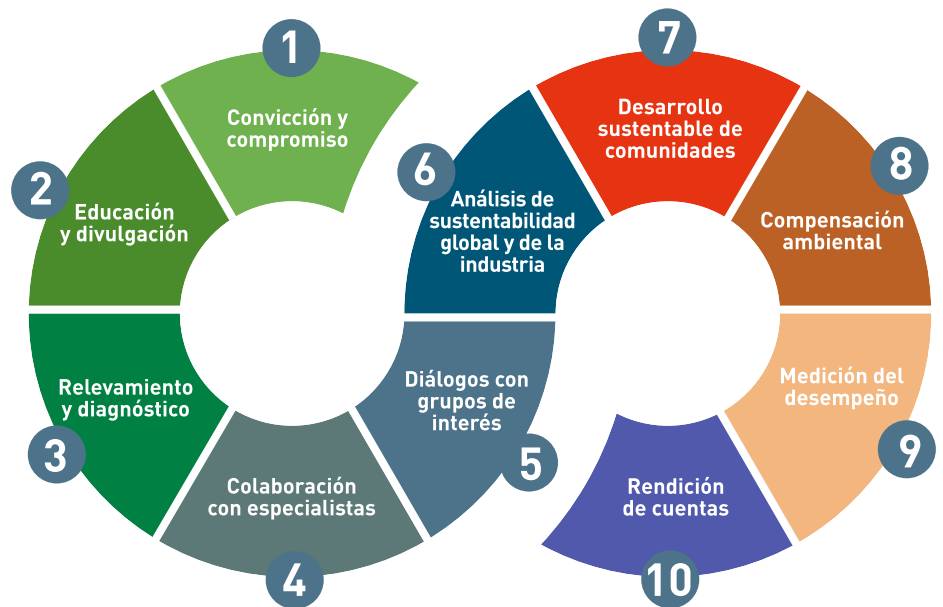 1
Convicción y
compromiso
2
Educación
y divulgación
3
Relevamiento
y diagnóstico
4
Colaboración
con especialistas
5
Diálogos con
grupos de
interés
6
Análisis de
sustentabilidad
global y de la
industria
7
Desarrollo
sustentable de
comunidades
8
Compensación
ambiental
9
Medición del
desempeño
10
Rendición
de cuentas